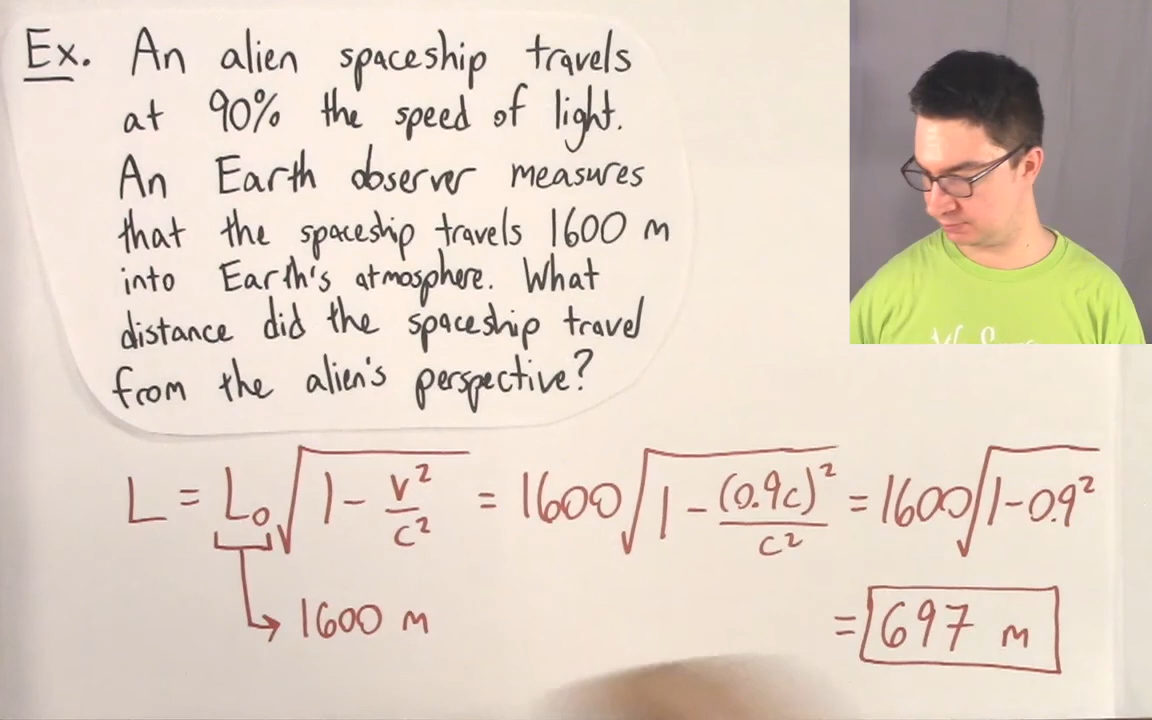 Ex. An alien spaceship travels
at 90% the speed of light.
An Earth observer measures
that the spaceship travels 1600 m
into Earth's atmosphere. What
distance did the spaceship travel
from the alien's perspective?
L = L₀√(1 - v²/c²) = 1600√(1 - (0.9c)²/c²) = 1600√(1-0.9²)
1600 m
= 697 m